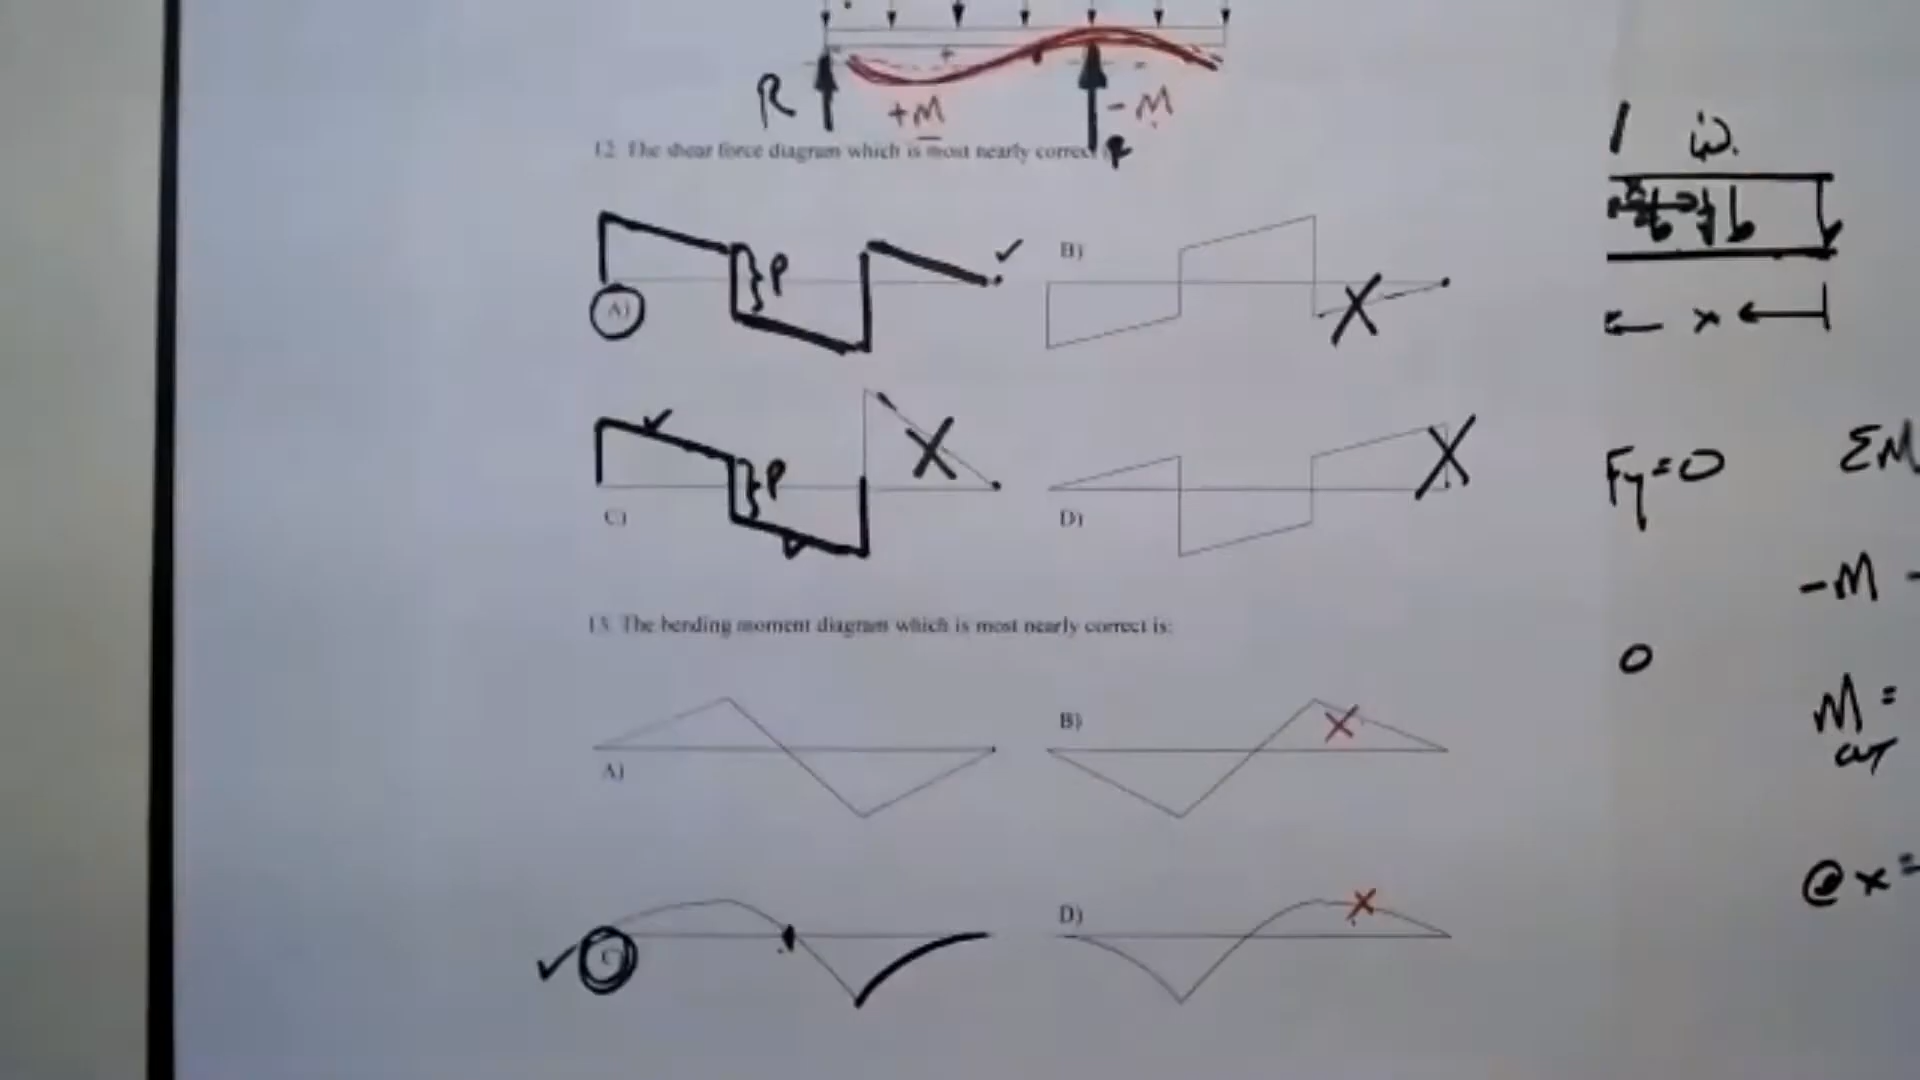 R
+M
-M
12. The shear force diagram which is most nearly correct
P
A)
P
B)
C)
P
D)
13. The bending moment diagram which is most nearly correct is:
A)
B)
C)
D)
w.
x
Fy=0
ΣM
-M -
0
M =
CUT
@ x =